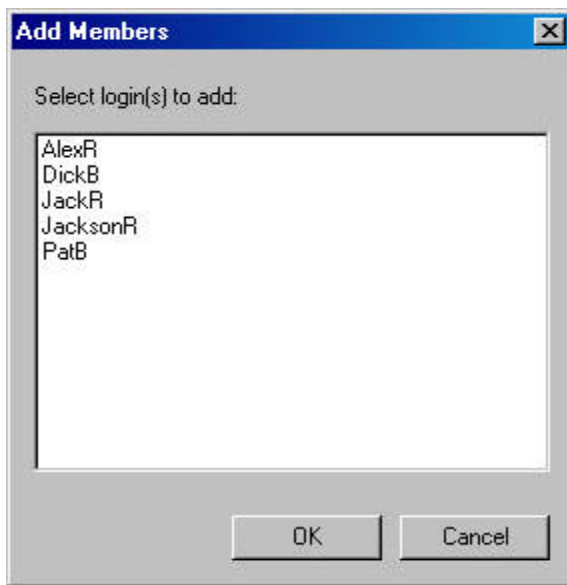 Add Members
Select login(s) to add:
AlexR
DickB
JackR
JacksonR
PatB
OK
Cancel